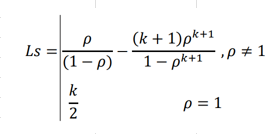 Ls = | ρ/(1 − ρ) − (k + 1)ρ^(k+1)/(1 − ρ^(k+1)) , ρ ≠ 1
k/2 ρ = 1